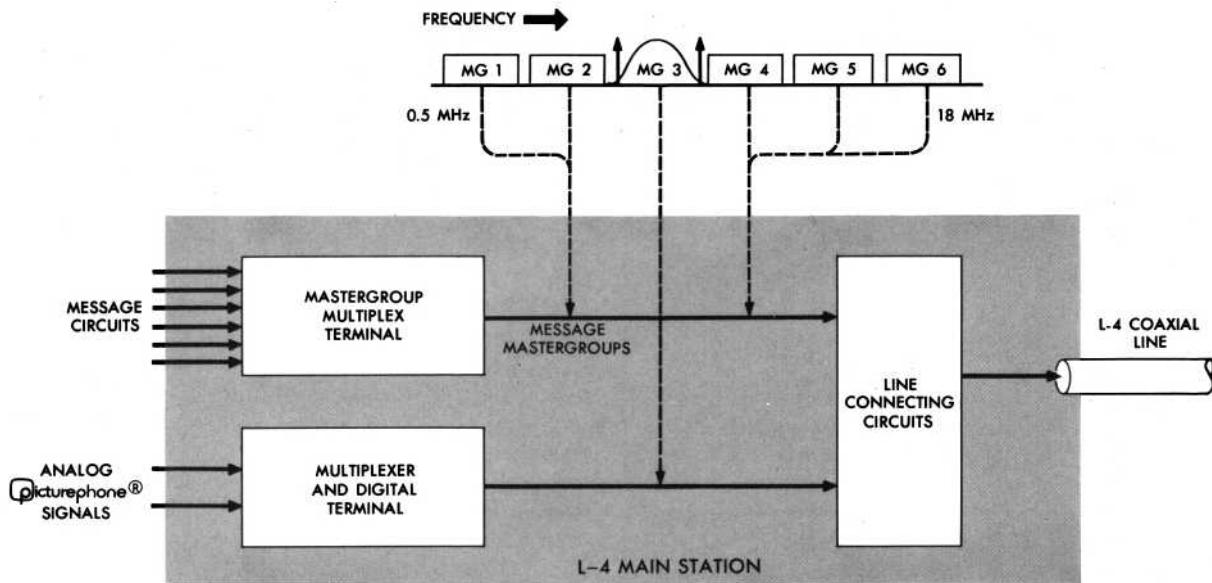 FREQUENCY
MG 1 MG 2 MG 3 MG 4 MG 5 MG 6
0.5 MHz 18 MHz
MESSAGE
CIRCUITS
MASTERGROUP
MULTIPLEX
TERMINAL
MESSAGE
MASTERGROUPS
LINE
CONNECTING
CIRCUITS
L-4 COAXIAL
LINE
ANALOG
picturephone®
SIGNALS
MULTIPLEXER
AND DIGITAL
TERMINAL
L-4 MAIN STATION